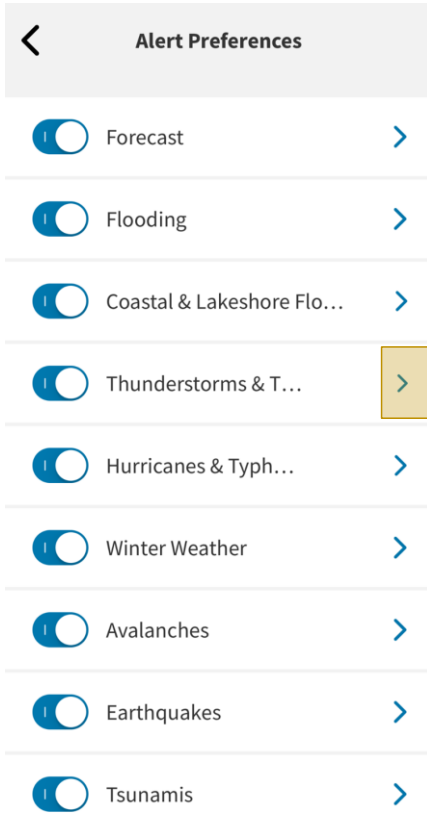 Alert Preferences
Forecast
Flooding
Coastal & Lakeshore Flo...
Thunderstorms & T...
Hurricanes & Typh...
Winter Weather
Avalanches
Earthquakes
Tsunamis